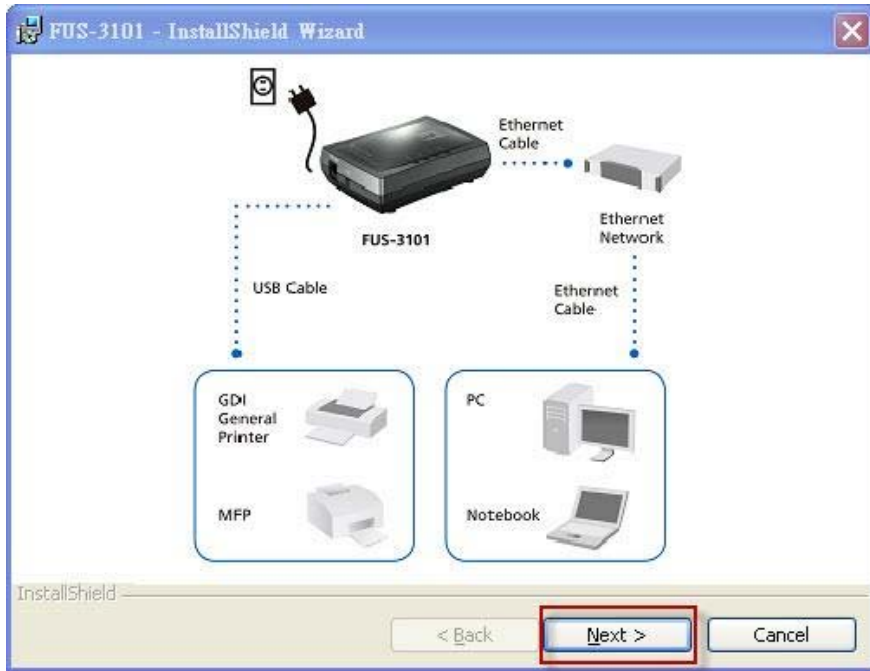 FUS-3101 - InstallShield Wizard
Ethernet
Cable
FUS-3101
Ethernet
Network
USB Cable
Ethernet
Cable
GDI
General
Printer
MFP
PC
Notebook
InstallShield
< Back
Next >
Cancel